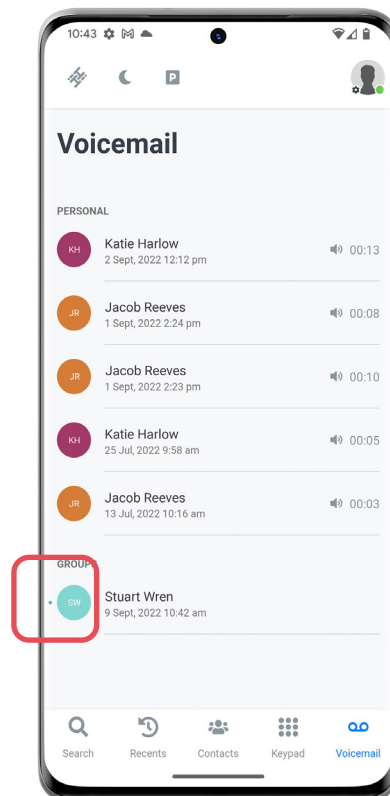 10:43
P
Voicemail
PERSONAL
KH
Katie Harlow
2 Sept, 2022 12:12 pm
00:13
JR
Jacob Reeves
1 Sept, 2022 2:24 pm
00:08
JR
Jacob Reeves
1 Sept, 2022 2:23 pm
00:10
KH
Katie Harlow
25 Jul, 2022 9:58 am
00:05
JR
Jacob Reeves
13 Jul, 2022 10:16 am
00:03
GROUPS
SW
Stuart Wren
9 Sept, 2022 10:42 am
Search Recents Contacts Keypad Voicemail